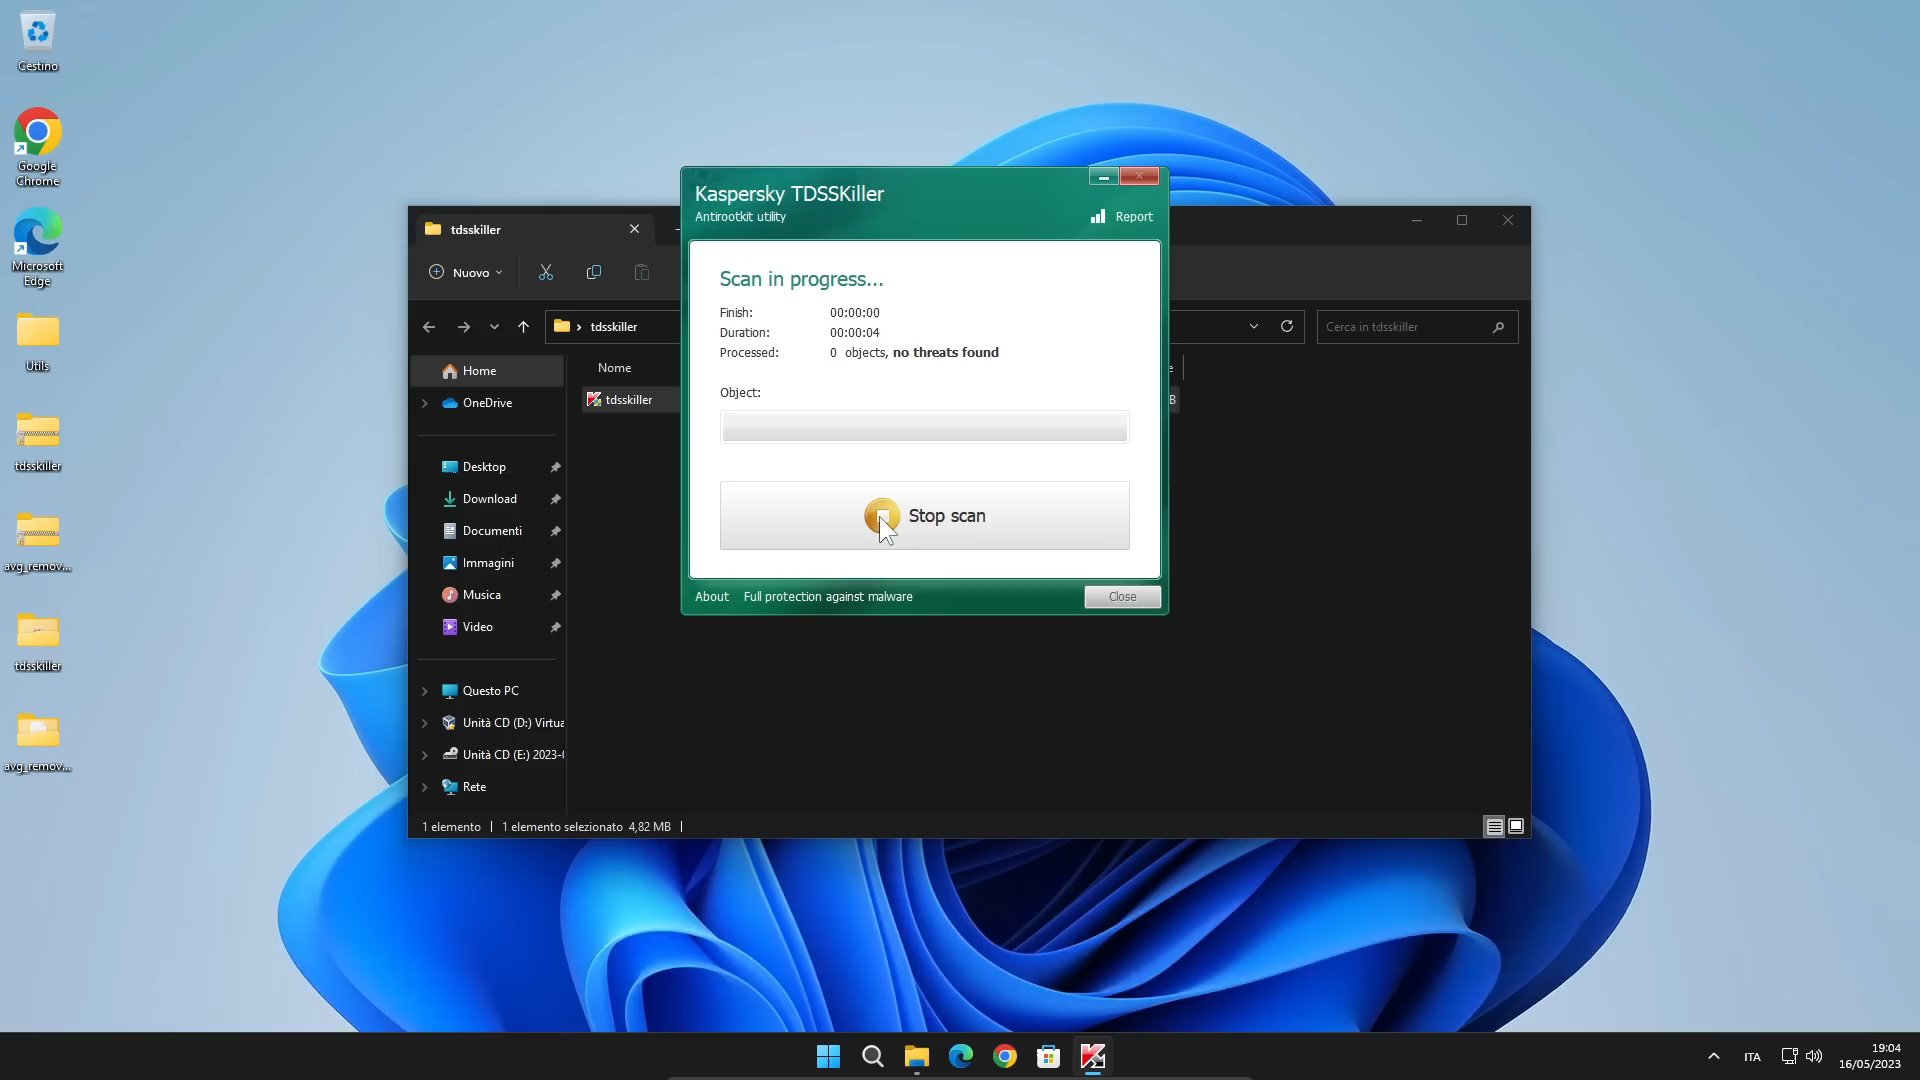 Cestino
Google
Chrome
Microsoft
Edge
Utils
tdsskiller
avg_remov...
tdsskiller
avg_remov...
tdsskiller
Nuovo
tdsskiller
Cerca in tdsskiller
Home
OneDrive
Desktop
Download
Documenti
Immagini
Musica
Video
Questo PC
Unità CD (D:) Virtua
Unità CD (E:) 2023-
Rete
Nome
tdsskiller
e
B
1 elemento
1 elemento selezionato 4,82 MB
Kaspersky TDSSKiller
Antirootkit utility
Report
Scan in progress...
Finish: 00:00:00
Duration: 00:00:04
Processed: 0 objects, no threats found
Object:
Stop scan
About
Full protection against malware
Close
ITA
19:04
16/05/2023